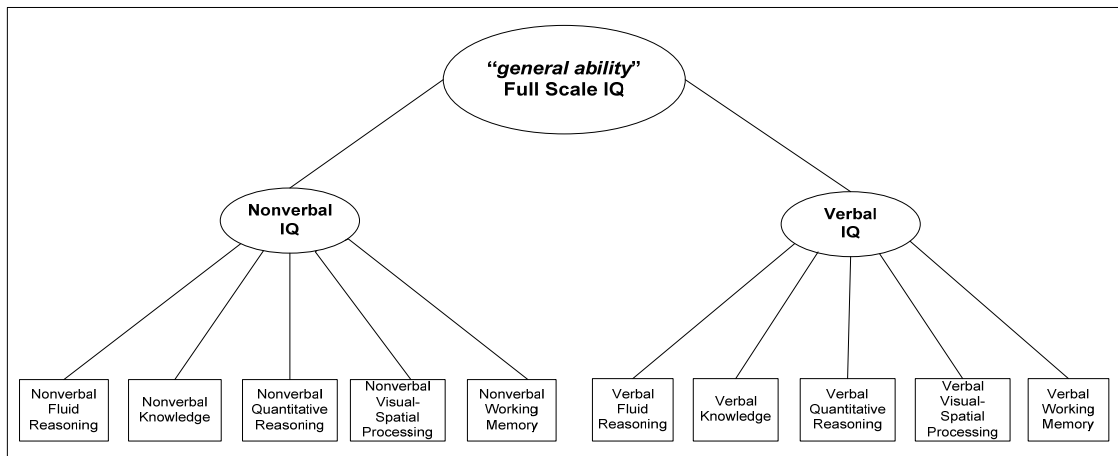 “general ability”
Full Scale IQ
Nonverbal
IQ
Verbal
IQ
Nonverbal
Fluid
Reasoning
Nonverbal
Knowledge
Nonverbal
Quantitative
Reasoning
Nonverbal
Visual-
Spatial
Processing
Nonverbal
Working
Memory
Verbal
Fluid
Reasoning
Verbal
Knowledge
Verbal
Quantitative
Reasoning
Verbal
Visual-
Spatial
Processing
Verbal
Working
Memory